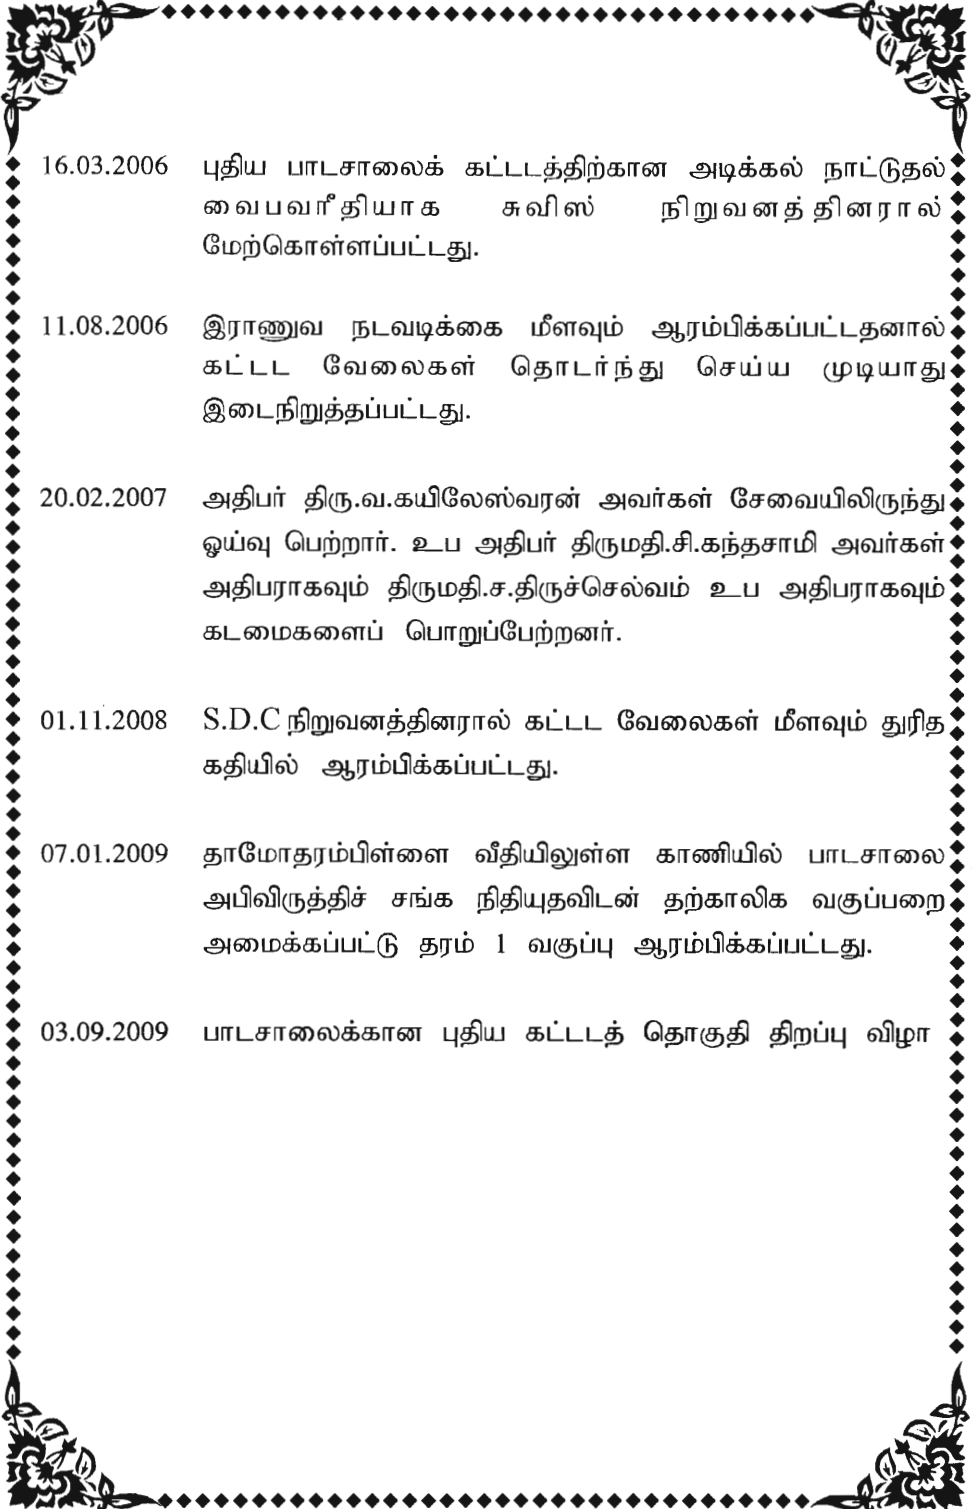 16.03.2006 புதிய பாடசாலைக் கட்டடத்திற்கான அடிக்கல் நாட்டுதல்
வைபவரீதியாக சுவிஸ் நிறுவனத்தினரால்
மேற்கொள்ளப்பட்டது.
11.08.2006 இராணுவ நடவடிக்கை மீளவும் ஆரம்பிக்கப்பட்டதனால்
கட்டட வேலைகள் தொடர்ந்து செய்ய முடியாது
இடைநிறுத்தப்பட்டது.
20.02.2007 அதிபர் திரு.வ.கயிலேஸ்வரன் அவர்கள் சேவையிலிருந்து
ஓய்வு பெற்றார். உப அதிபர் திருமதி.சி.கந்தசாமி அவர்கள்
அதிபராகவும் திருமதி.ச.திருச்செல்வம் உப அதிபராகவும்
கடமைகளைப் பொறுப்பேற்றனர்.
01.11.2008 S.D.C நிறுவனத்தினரால் கட்டட வேலைகள் மீளவும் துரித
கதியில் ஆரம்பிக்கப்பட்டது.
07.01.2009 தாமோதரம்பிள்ளை வீதியிலுள்ள காணியில் பாடசாலை
அபிவிருத்திச் சங்க நிதியுதவிடன் தற்காலிக வகுப்பறை
அமைக்கப்பட்டு தரம் 1 வகுப்பு ஆரம்பிக்கப்பட்டது.
03.09.2009 பாடசாலைக்கான புதிய கட்டடத் தொகுதி திறப்பு விழா